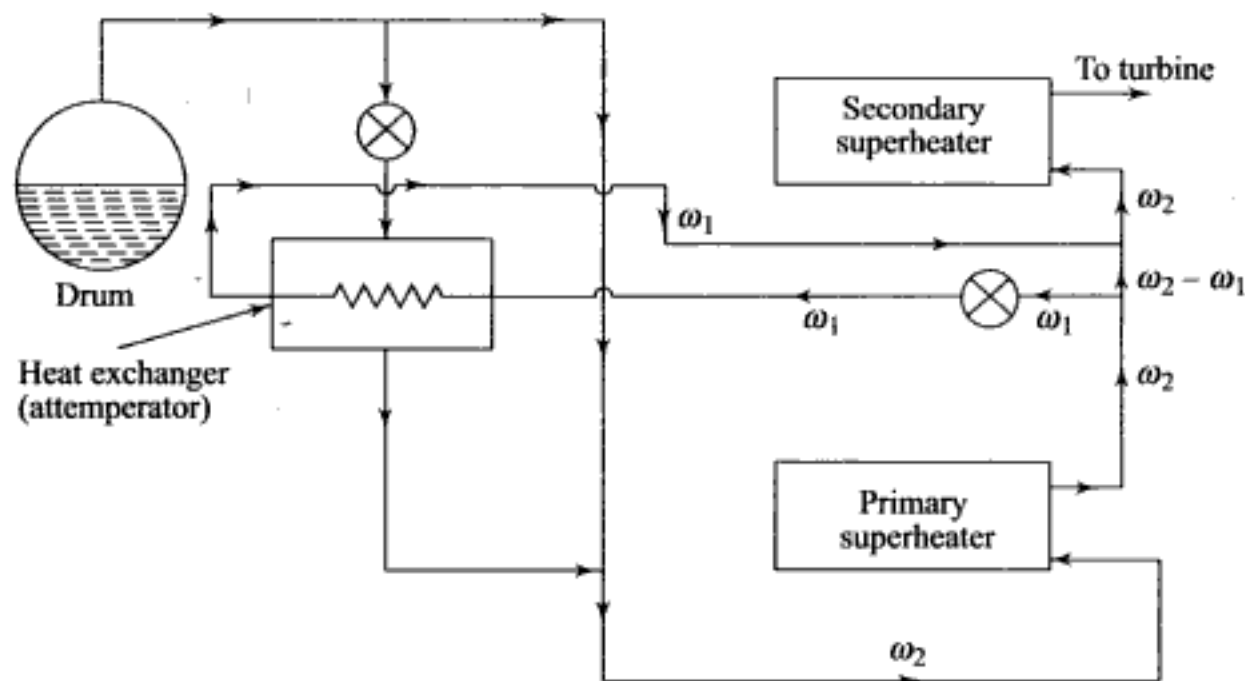 To turbine
Secondary
superheater
ω₂
ω₁
ω₂ − ω₁
Drum
ω₁
ω₁
Heat exchanger
(attemperator)
ω₂
Primary
superheater
ω₂